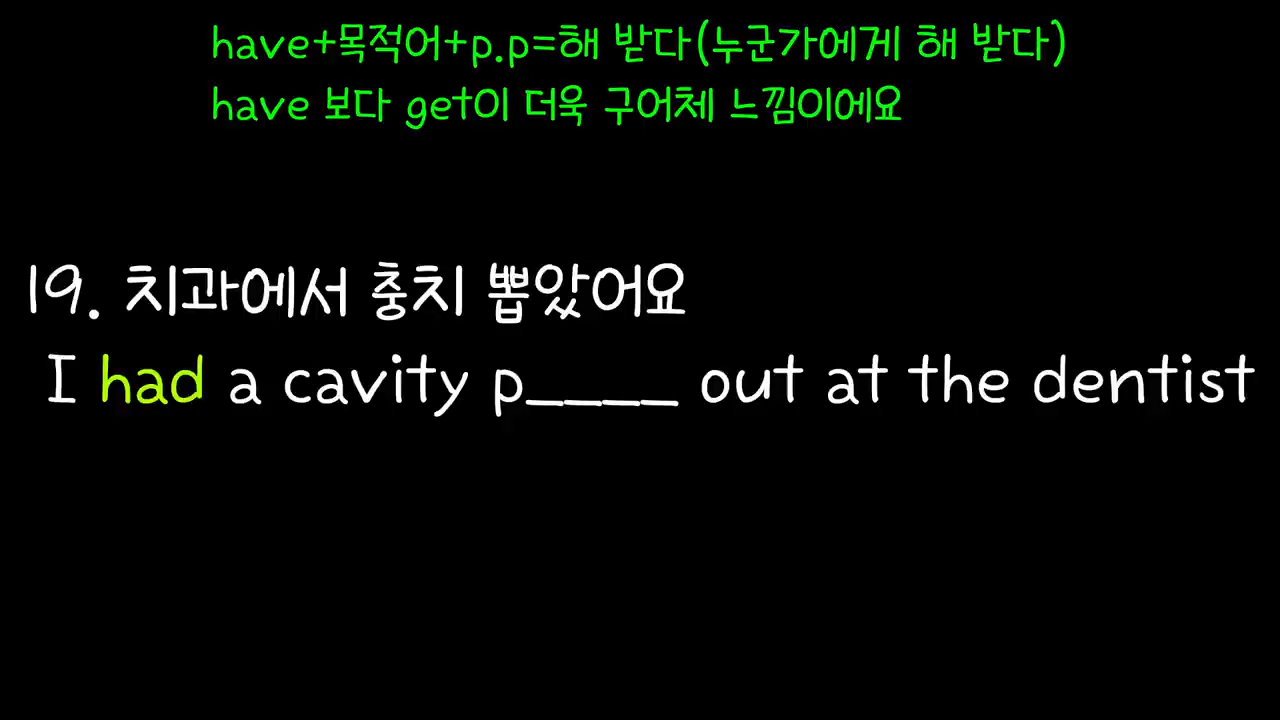 have+목적어+p.p=해 받다(누군가에게 해 받다)
have 보다 get이 더욱 구어체 느낌이에요
19. 치과에서 충치 뽑았어요
I had a cavity p____ out at the dentist